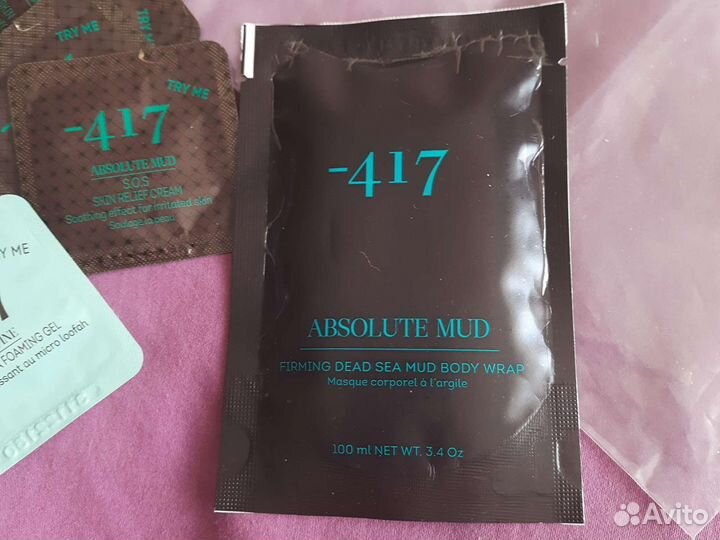 TRY ME
TRY ME
-417
ABSOLUTE MUD
S.O.S
SKIN RELIEF CREAM
Soothing effect for irritated skin
Soulage la peau
Y ME
FOAMING GEL
au micro loofah
-417
ABSOLUTE MUD
FIRMING DEAD SEA MUD BODY WRAP
Masque corporel à l'argile
100 ml NET WT. 3.4 Oz
Avito